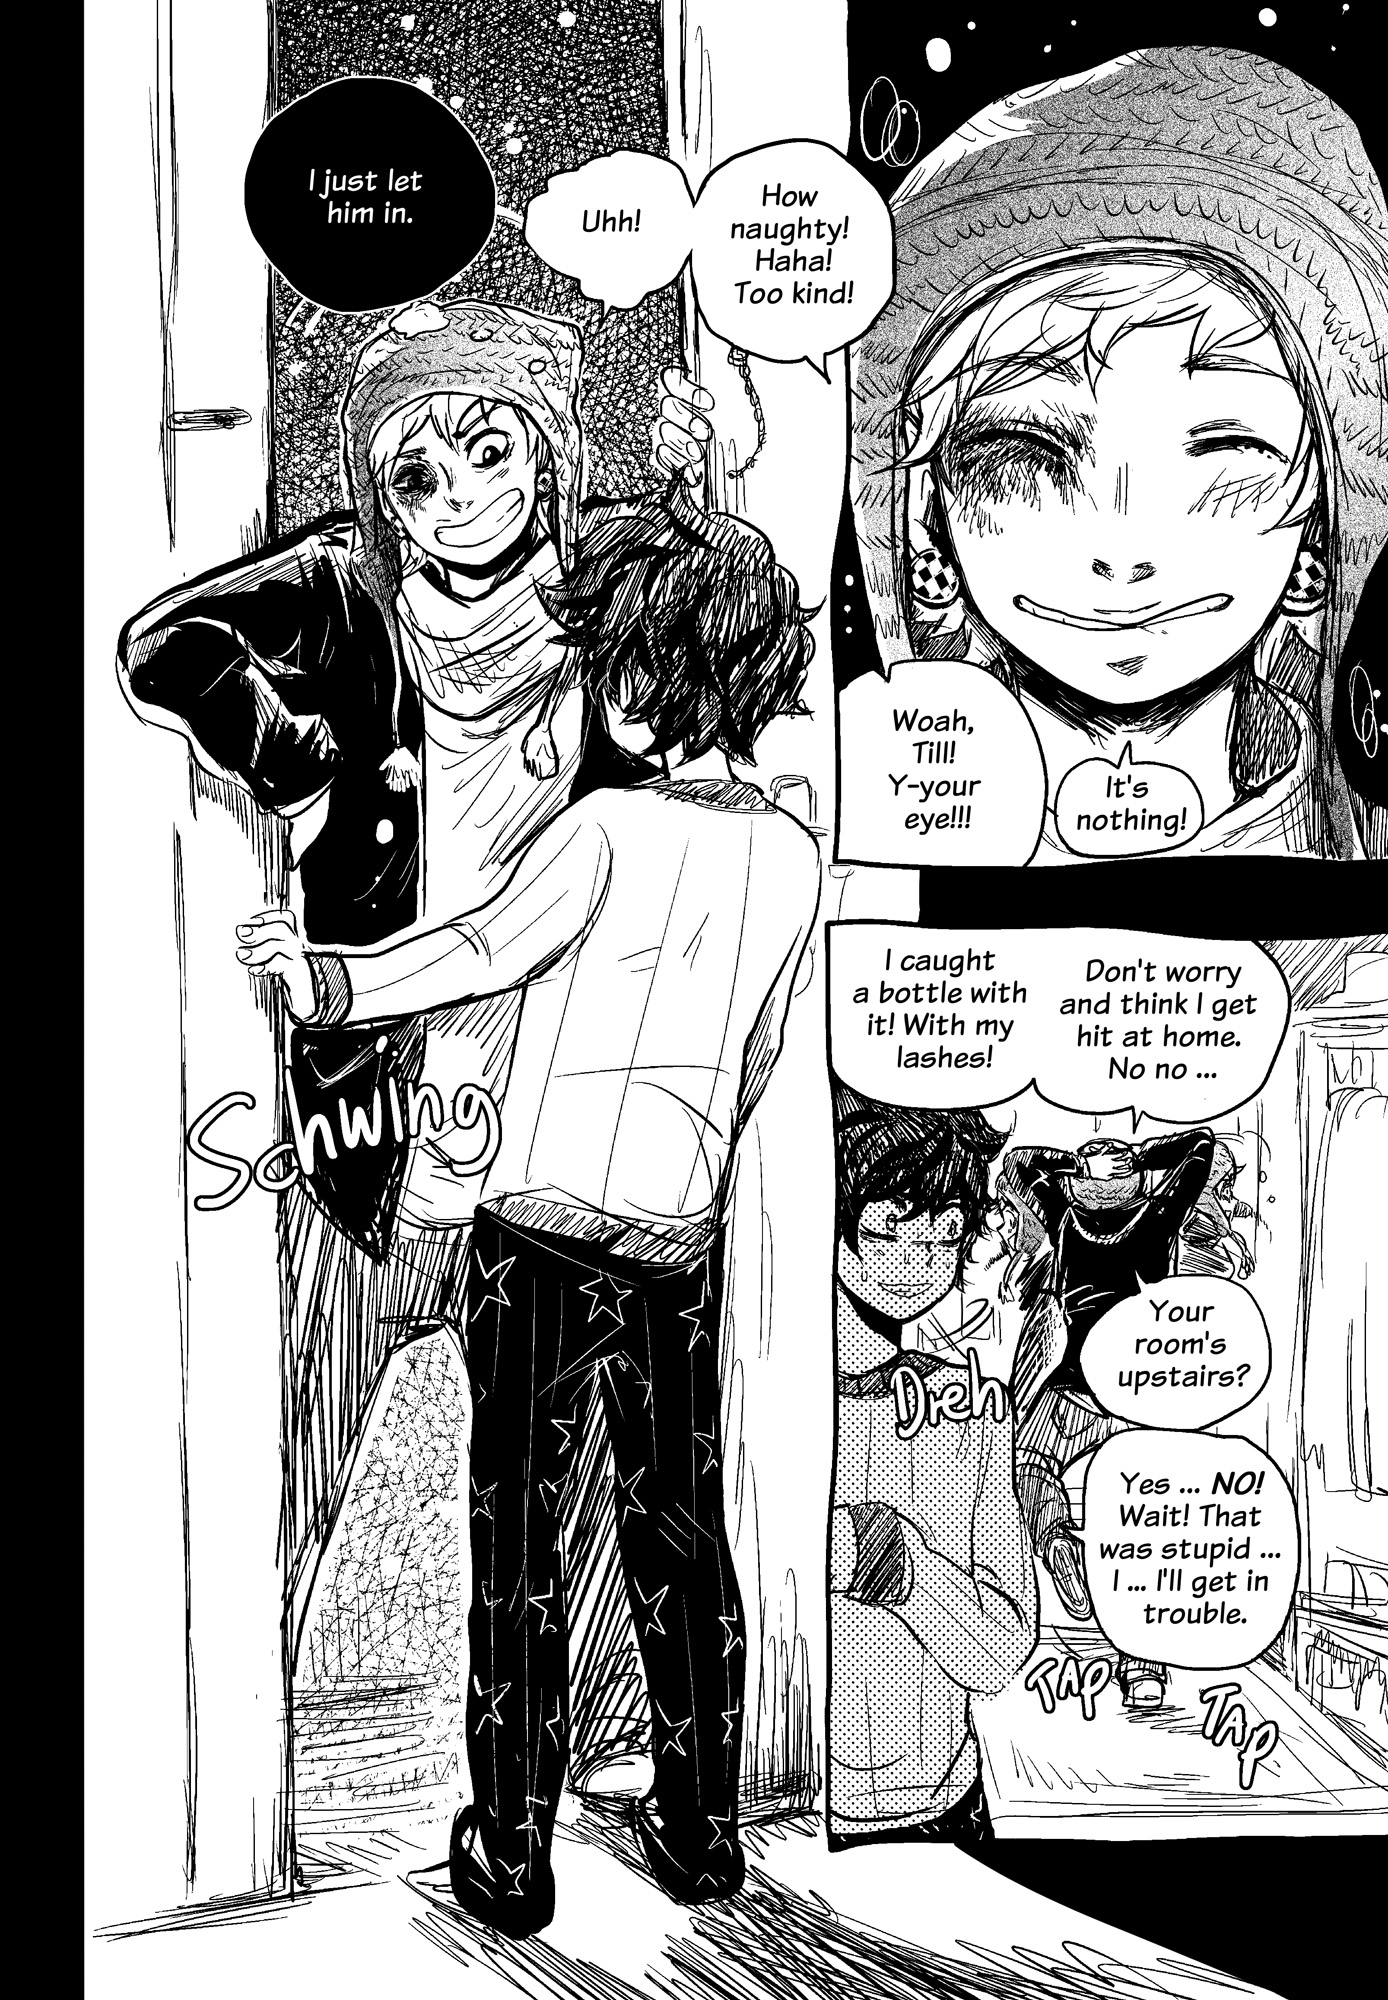 I just let
him in.
Uhh!
How
naughty!
Haha!
Too kind!
Schwing
Woah,
Till!
Y-your
eye!!!
It's
nothing!
I caught
a bottle with
it! With my
lashes!
Don't worry
and think I get
hit at home.
No no ...
Dreh
Your
room's
upstairs?
Yes ... NO!
Wait! That
was stupid ...
I ... I'll get in
trouble.
TAP
TAP